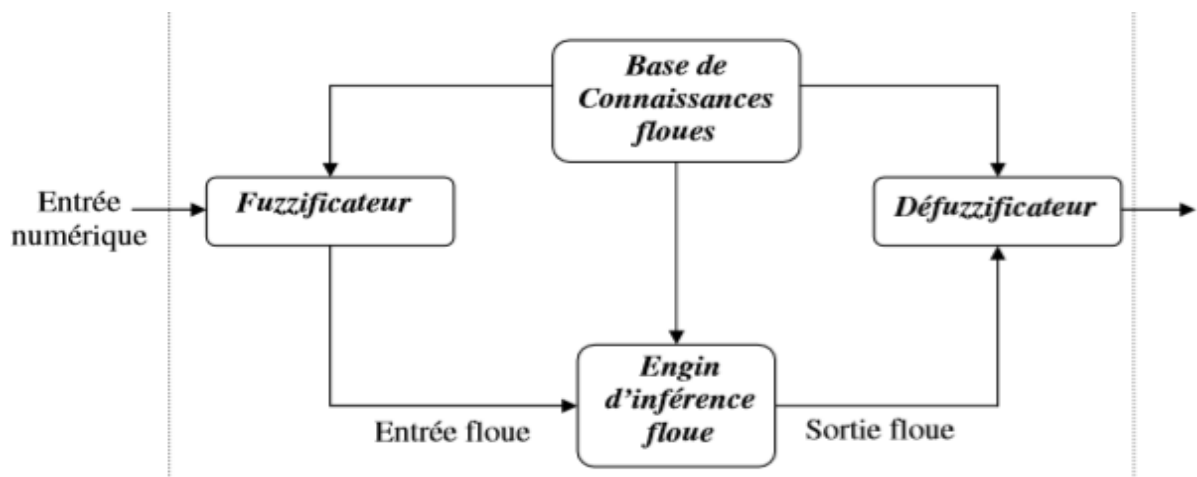 Base de
Connaissances
floues
Entrée
numérique
Fuzzificateur
Défuzzificateur
Engin
d'inférence
floue
Entrée floue
Sortie floue